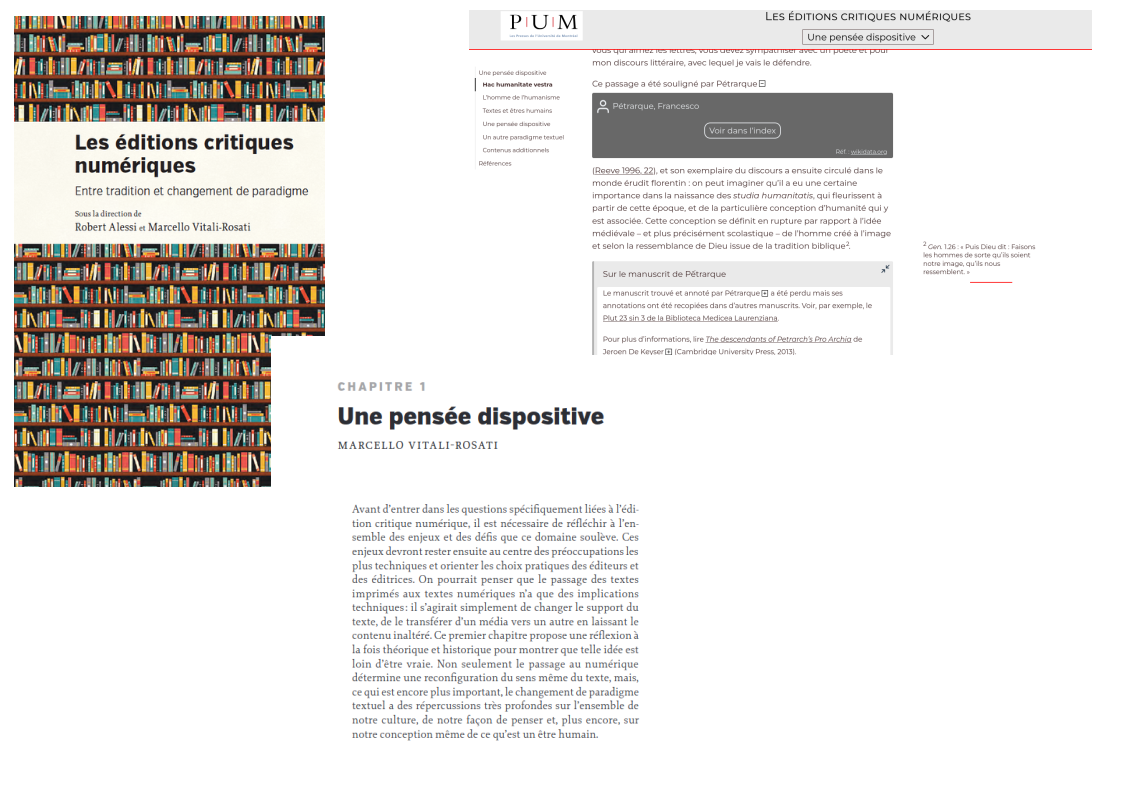 Les éditions critiques
numériques
Entre tradition et changement de paradigme
Sous la direction de
Robert Alessi et Marcello Vitali-Rosati
P|U|M
Les Presses de l'Université de Montréal
LES ÉDITIONS CRITIQUES NUMÉRIQUES
Une pensée dispositive
Une pensée dispositive
Hac humanitate vestra
L'homme de l'humanisme
Textes et êtres humains
Une pensée dispositive
Un autre paradigme textuel
Contenus additionnels
Références
vous qui aimez les lettres, vous devez sympathiser avec un poète et pour
mon discours littéraire, avec lequel je vais le défendre.
Ce passage a été souligné par Pétrarque
Pétrarque, Francesco
Voir dans l'index
Réf. : wikidata.org
(Reeve 1996, 22), et son exemplaire du discours a ensuite circulé dans le
monde érudit florentin : on peut imaginer qu'il a eu une certaine
importance dans la naissance des studia humanitatis, qui fleurissent à
partir de cette époque, et de la particulière conception d'humanité qui y
est associée. Cette conception se définit en rupture par rapport à l'idée
médiévale – et plus précisément scolastique – de l'homme créé à l'image
et selon la ressemblance de Dieu issue de la tradition biblique².
² Gen. 1.26 : « Puis Dieu dit : Faisons
les hommes de sorte qu'ils soient
notre image, qu'ils nous
ressemblent. »
Sur le manuscrit de Pétrarque
Le manuscrit trouvé et annoté par Pétrarque a été perdu mais ses
annotations ont été recopiées dans d'autres manuscrits. Voir, par exemple, le
Plut 23 sin 3 de la Biblioteca Medicea Laurenziana.
Pour plus d'informations, lire The descendants of Petrarch's Pro Archia de
Jeroen De Keyser (Cambridge University Press, 2013).
CHAPITRE 1
Une pensée dispositive
MARCELLO VITALI-ROSATI
Avant d'entrer dans les questions spécifiquement liées à l'édi-
tion critique numérique, il est nécessaire de réfléchir à l'en-
semble des enjeux et des défis que ce domaine soulève. Ces
enjeux devront rester ensuite au centre des préoccupations les
plus techniques et orienter les choix pratiques des éditeurs et
des éditrices. On pourrait penser que le passage des textes
imprimés aux textes numériques n'a que des implications
techniques : il s'agirait simplement de changer le support du
texte, de le transférer d'un média vers un autre en laissant le
contenu inaltéré. Ce premier chapitre propose une réflexion à
la fois théorique et historique pour montrer que telle idée est
loin d'être vraie. Non seulement le passage au numérique
détermine une reconfiguration du sens même du texte, mais,
ce qui est encore plus important, le changement de paradigme
textuel a des répercussions très profondes sur l'ensemble de
notre culture, de notre façon de penser et, plus encore, sur
notre conception même de ce qu'est un être humain.